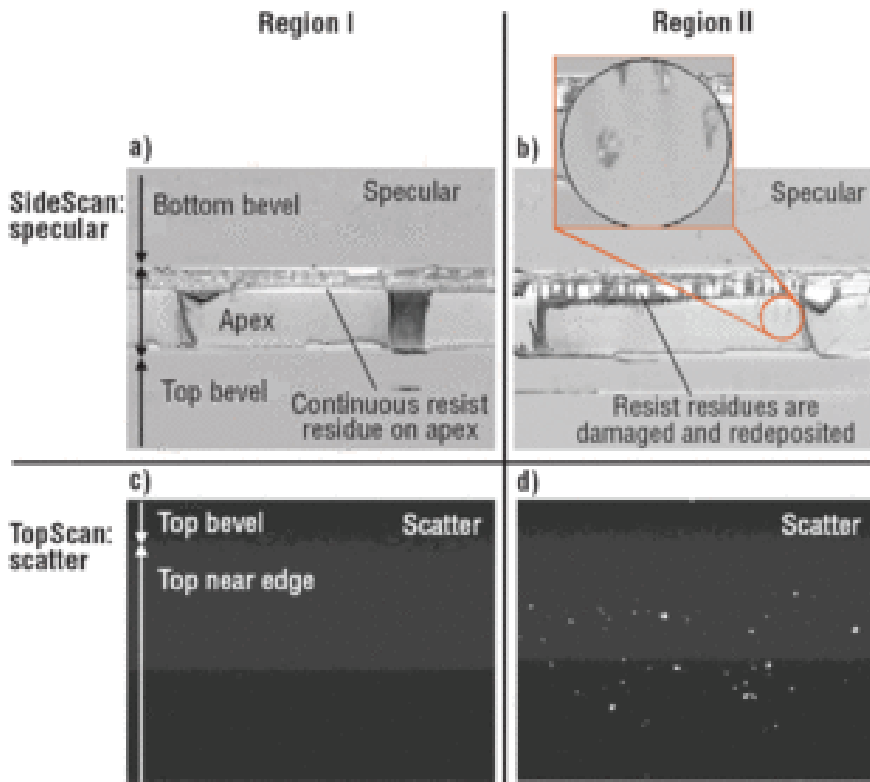 Region I
Region II
a)
b)
SideScan:
specular
Bottom bevel
Specular
Specular
Apex
Top bevel
Continuous resist
residue on apex
Resist residues are
damaged and redeposited
c)
d)
TopScan:
scatter
Top bevel
Scatter
Scatter
Top near edge